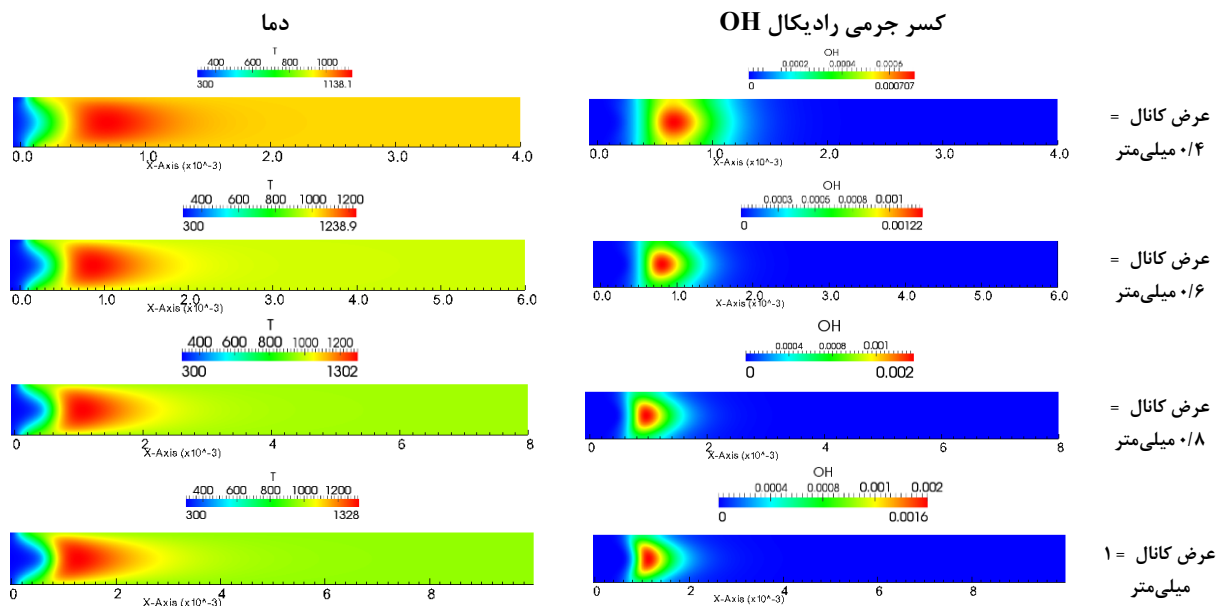 دما
کسر جرمی رادیکال OH
T
400 600 800 1000
300 1138.1
OH
0.0002 0.0004 0.0006
0 0.000707
0.0 1.0 2.0 3.0 4.0
X-Axis (x10^-3)
0.0 1.0 2.0 3.0 4.0
X-Axis (x10^-3)
عرض کانال =
۰/۴ میلی‌متر
T
400 600 800 1000 1200
300 1238.9
OH
0.0003 0.0005 0.0008 0.001
0 0.00122
0.0 1.0 2.0 3.0 4.0 5.0 6.0
X-Axis (x10^-3)
0.0 1.0 2.0 3.0 4.0 5.0 6.0
X-Axis (x10^-3)
عرض کانال =
۰/۶ میلی‌متر
T
400 600 800 1000 1200
300 1302
OH
0.0004 0.0008 0.001
0 0.002
0 2 4 6 8
X-Axis (x10^-3)
0 2 4 6 8
X-Axis (x10^-3)
عرض کانال =
۰/۸ میلی‌متر
T
400 600 800 1000 1200
300 1328
OH
0.0004 0.0008 0.001 0.002
0 0.0016
0 2 4 6 8
X-Axis (x10^-3)
0 2 4 6 8
X-Axis (x10^-3)
عرض کانال = ۱
میلی‌متر